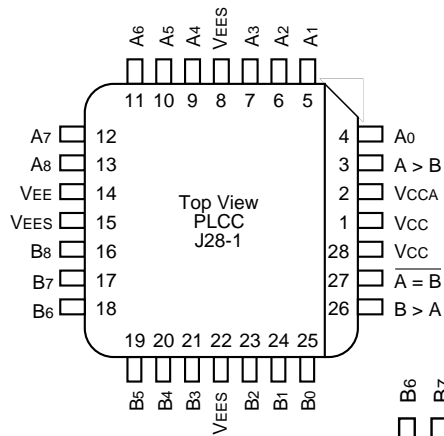 A6 A5 A4 VEES A3 A2 A1
11 10 9 8 7 6 5
A7 12
A8 13
VEE 14
VEES 15
B8 16
B7 17
B6 18
Top View
PLCC
J28-1
4 A0
3 A > B
2 VCCA
1 VCC
28 VCC
27 A = B
26 B > A
19 20 21 22 23 24 25
B5 B4 B3 VEES B2 B1 B0
B6 B7